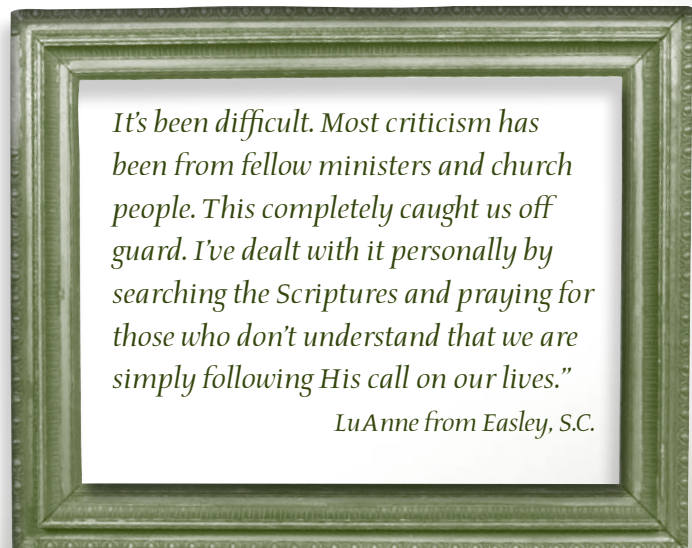 It’s been difficult. Most criticism has
been from fellow ministers and church
people. This completely caught us off
guard. I’ve dealt with it personally by
searching the Scriptures and praying for
those who don’t understand that we are
simply following His call on our lives.”
LuAnne from Easley, S.C.